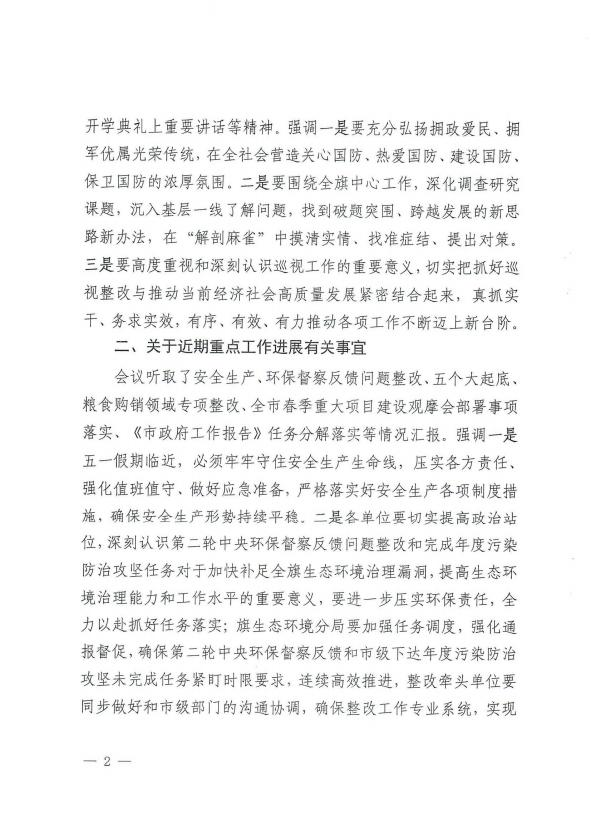 开学典礼上重要讲话等精神。强调一是要充分弘扬拥政爱民、拥
军优属光荣传统，在全社会营造关心国防、热爱国防、建设国防、
保卫国防的浓厚氛围。二是要围绕全旗中心工作，深化调查研究
课题，沉入基层一线了解问题，找到破题突围、跨越发展的新思
路新办法，在“解剖麻雀”中摸清实情、找准症结、提出对策。
三是要高度重视和深刻认识巡视工作的重要意义，切实把抓好巡
视整改与推动当前经济社会高质量发展紧密结合起来，真抓实
干、务求实效，有序、有效、有力推动各项工作不断迈上新台阶。
二、关于近期重点工作进展有关事宜
会议听取了安全生产、环保督察反馈问题整改、五个大起底、
粮食购销领域专项整改、全市春季重大项目建设观摩会部署事项
落实、《市政府工作报告》任务分解落实等情况汇报。强调一是
五一假期临近，必须牢牢守住安全生产生命线，压实各方责任、
强化值班值守、做好应急准备，严格落实好安全生产各项制度措
施，确保安全生产形势持续平稳。二是各单位要切实提高政治站
位，深刻认识第二轮中央环保督察反馈问题整改和完成年度污染
防治攻坚任务对于加快补足全旗生态环境治理漏洞，提高生态环
境治理能力和工作水平的重要意义，要进一步压实环保责任，全
力以赴抓好任务落实；旗生态环境分局要加强任务调度，强化通
报督促，确保第二轮中央环保督察反馈和市级下达年度污染防治
攻坚未完成任务紧盯时限要求，连续高效推进，整改牵头单位要
同步做好和市级部门的沟通协调，确保整改工作专业系统，实现
— 2 —